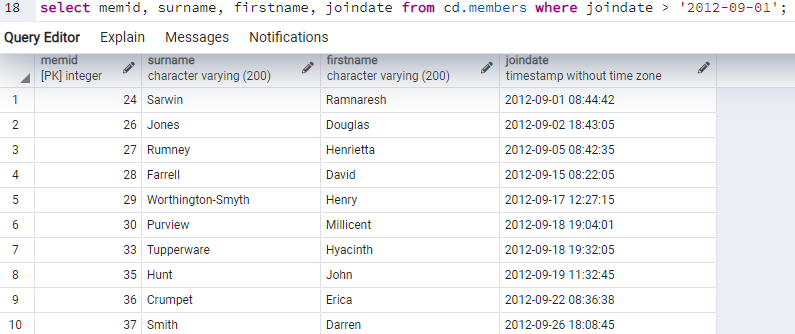 18 select memid, surname, firstname, joindate from cd.members where joindate > '2012-09-01';
Query Editor Explain Messages Notifications
memid surname firstname joindate
[PK] integer character varying (200) character varying (200) timestamp without time zone
1 24 Sarwin Ramnaresh 2012-09-01 08:44:42
2 26 Jones Douglas 2012-09-02 18:43:05
3 27 Rumney Henrietta 2012-09-05 08:42:35
4 28 Farrell David 2012-09-15 08:22:05
5 29 Worthington-Smyth Henry 2012-09-17 12:27:15
6 30 Purview Millicent 2012-09-18 19:04:01
7 33 Tupperware Hyacinth 2012-09-18 19:32:05
8 35 Hunt John 2012-09-19 11:32:45
9 36 Crumpet Erica 2012-09-22 08:36:38
10 37 Smith Darren 2012-09-26 18:08:45